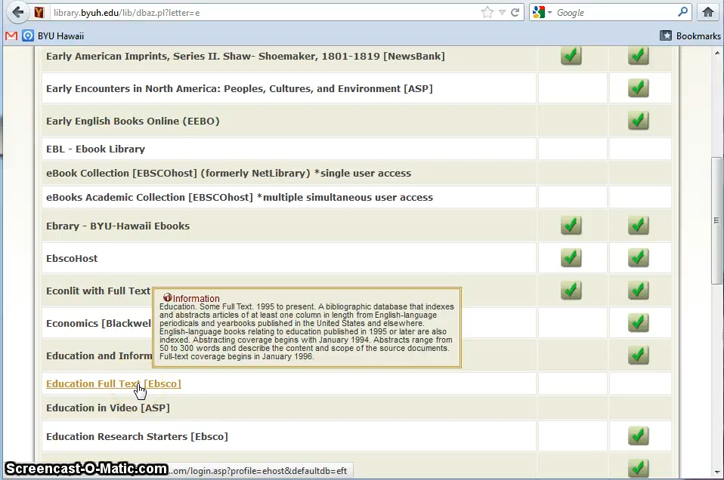 library.byuh.edu/lib/dbaz.pl?letter=e
Google
BYU Hawaii
Bookmarks
Early American Imprints, Series II. Shaw- Shoemaker, 1801-1819 [NewsBank]
Early Encounters in North America: Peoples, Cultures, and Environment [ASP]
Early English Books Online (EEBO)
EBL - Ebook Library
eBook Collection [EBSCOhost] (formerly NetLibrary) *single user access
eBooks Academic Collection [EBSCOhost] *multiple simultaneous user access
Ebrary - BYU-Hawaii Ebooks
EbscoHost
Econlit with Full Text
Information
Education. Some Full Text. 1995 to present. A bibliographic database that indexes
and abstracts articles of at least one column in length from English-language
periodicals and yearbooks published in the United States and elsewhere.
English-language books relating to education published in 1995 or later are also
indexed. Abstracting coverage begins with January 1994. Abstracts range from
50 to 300 words and describe the content and scope of the source documents.
Full-text coverage begins in January 1996.
Economics [Blackwel
Education and Inform
Education Full Text [Ebsco]
Education in Video [ASP]
Education Research Starters [Ebsco]
Screencast-O-Matic.com
...om/login.asp?profile=ehost&defaultdb=eft